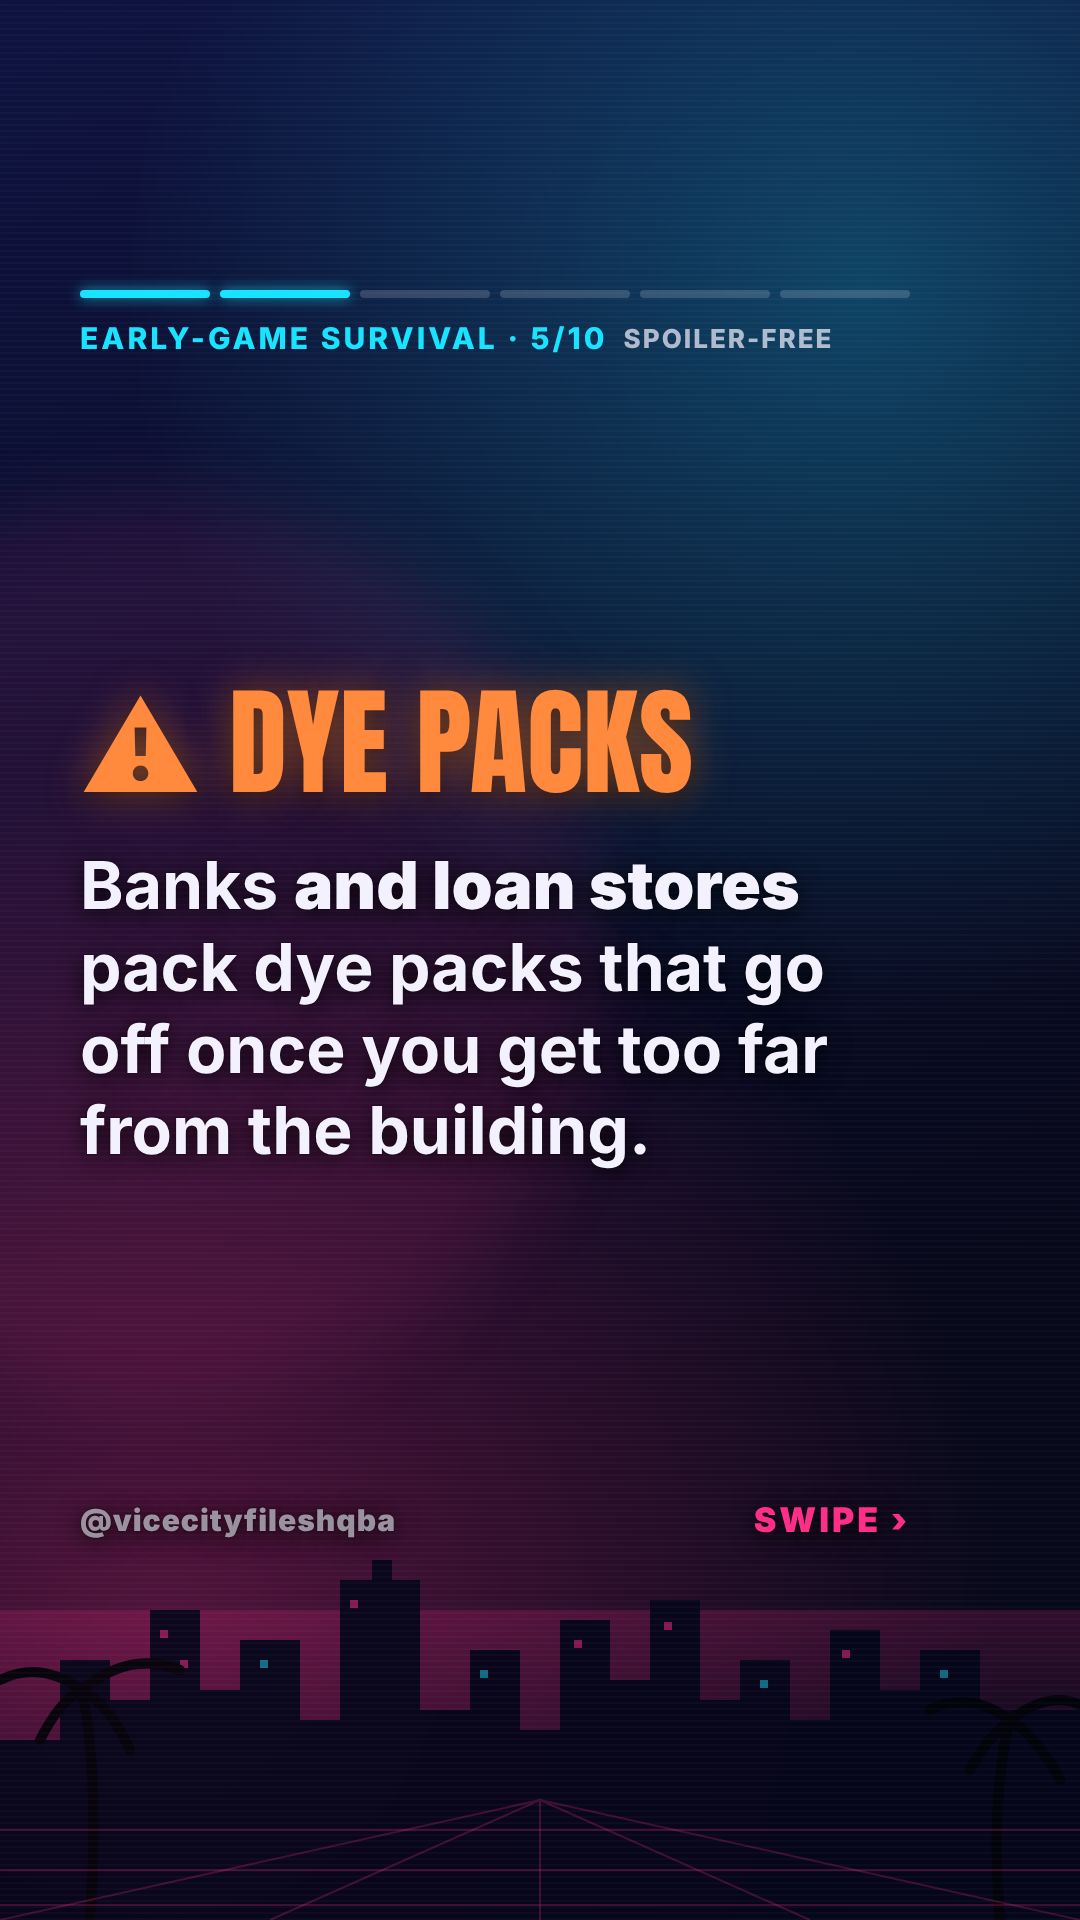 EARLY-GAME SURVIVAL · 5/10 SPOILER-FREE
DYE PACKS
Banks and loan stores
pack dye packs that go
off once you get too far
from the building.
@vicecityfileshqba
SWIPE ›